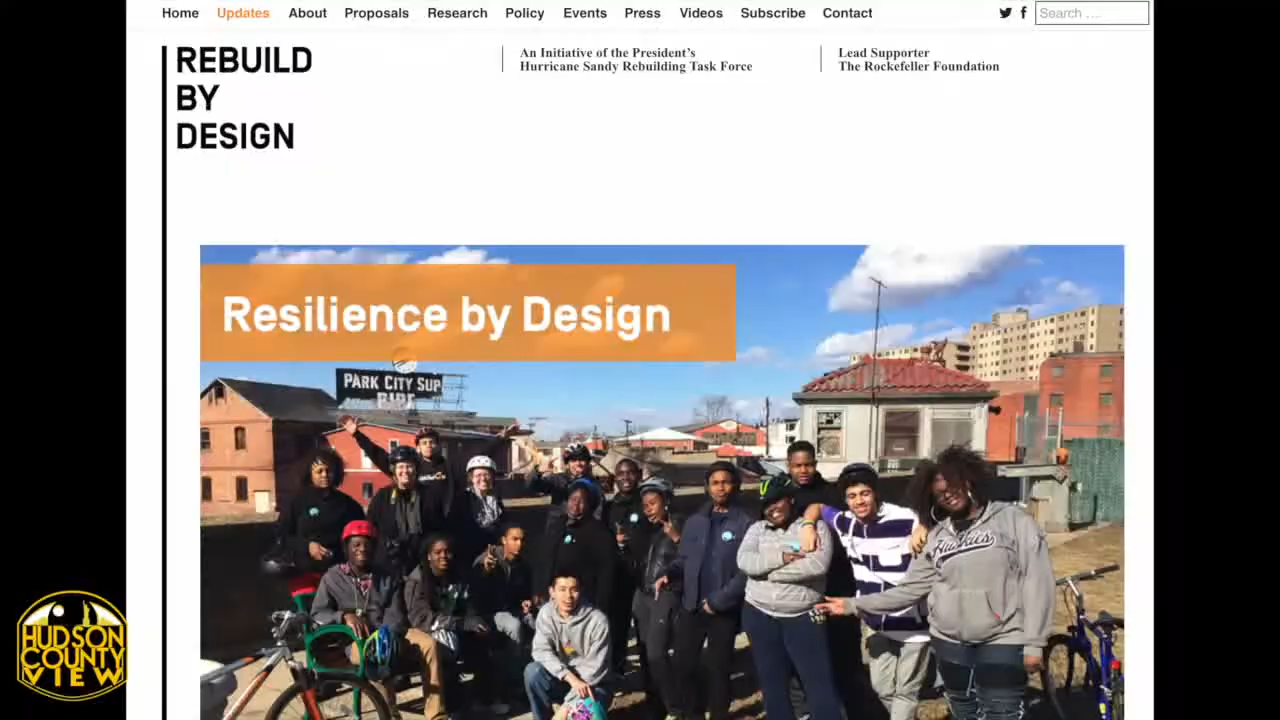 Home Updates About Proposals Research Policy Events Press Videos Subscribe Contact
Search ...
REBUILD
BY
DESIGN
An Initiative of the President's
Hurricane Sandy Rebuilding Task Force
Lead Supporter
The Rockefeller Foundation
Resilience by Design
PARK CITY SUP
Huskies
HUDSON
COUNTY
VIEW